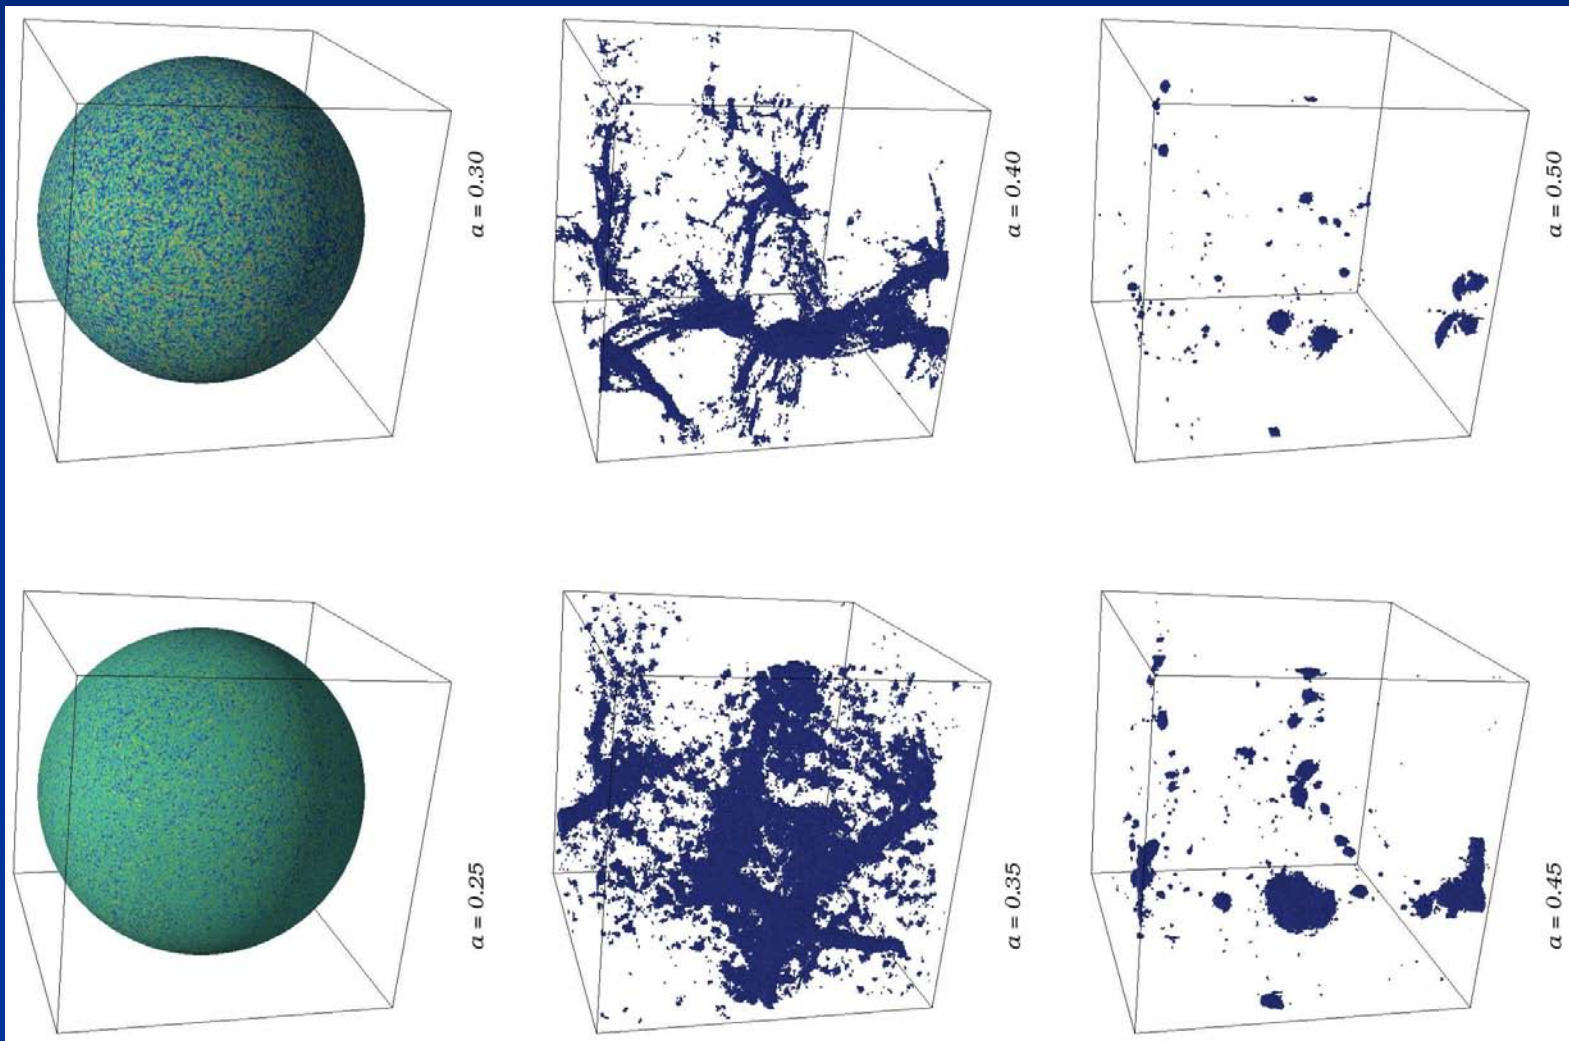 α = 0.25
α = 0.30
α = 0.35
α = 0.40
α = 0.45
α = 0.50